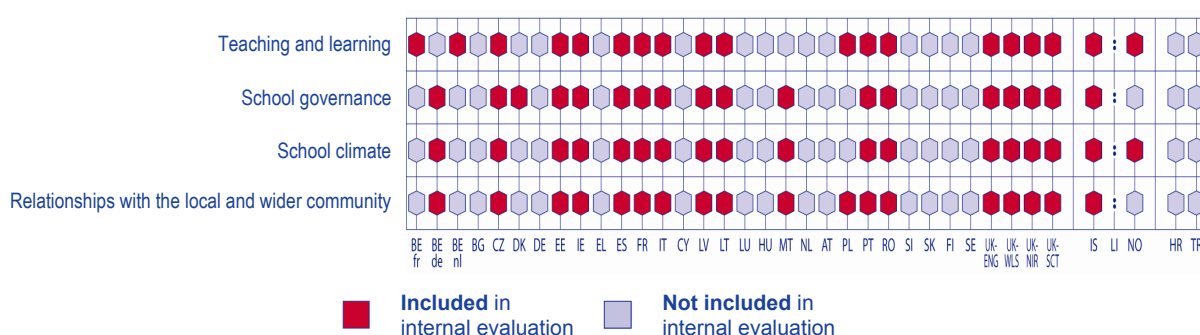 Teaching and learning
School governance
School climate
Relationships with the local and wider community
BE BE BE BG CZ DK DE EE IE EL ES FR IT CY LV LT LU HU MT NL AT PL PT RO SI SK FI SE UK- UK- UK- UK- IS LI NO HR TR
fr de nl ENG WLS NIR SCT
Included in Not included in
internal evaluation internal evaluation